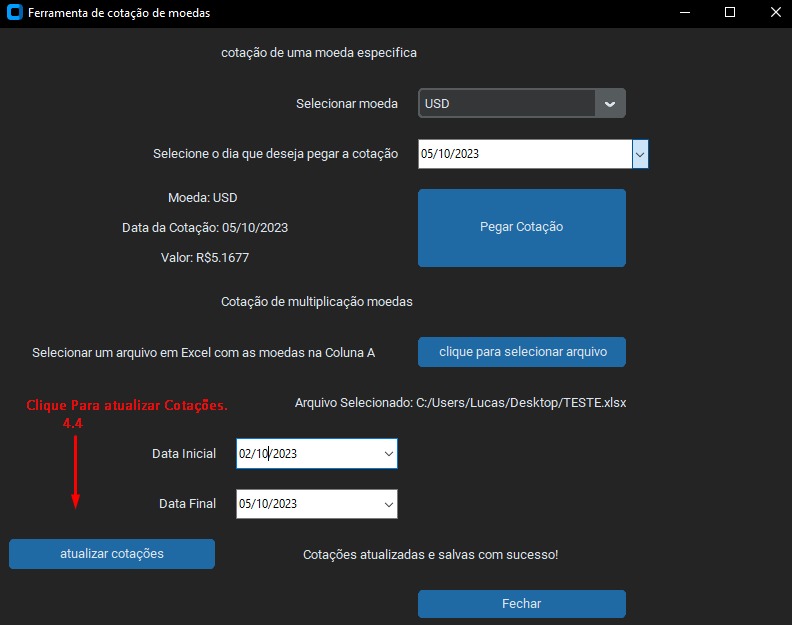 Ferramenta de cotação de moedas
cotação de uma moeda especifica
Selecionar moeda
USD
Selecione o dia que deseja pegar a cotação
05/10/2023
Moeda: USD
Data da Cotação: 05/10/2023
Valor: R$5.1677
Pegar Cotação
Cotação de multiplicação moedas
Selecionar um arquivo em Excel com as moedas na Coluna A
clique para selecionar arquivo
Arquivo Selecionado: C:/Users/Lucas/Desktop/TESTE.xlsx
Clique Para atualizar Cotações.
4.4
Data Inicial
02/10/2023
Data Final
05/10/2023
atualizar cotações
Cotações atualizadas e salvas com sucesso!
Fechar